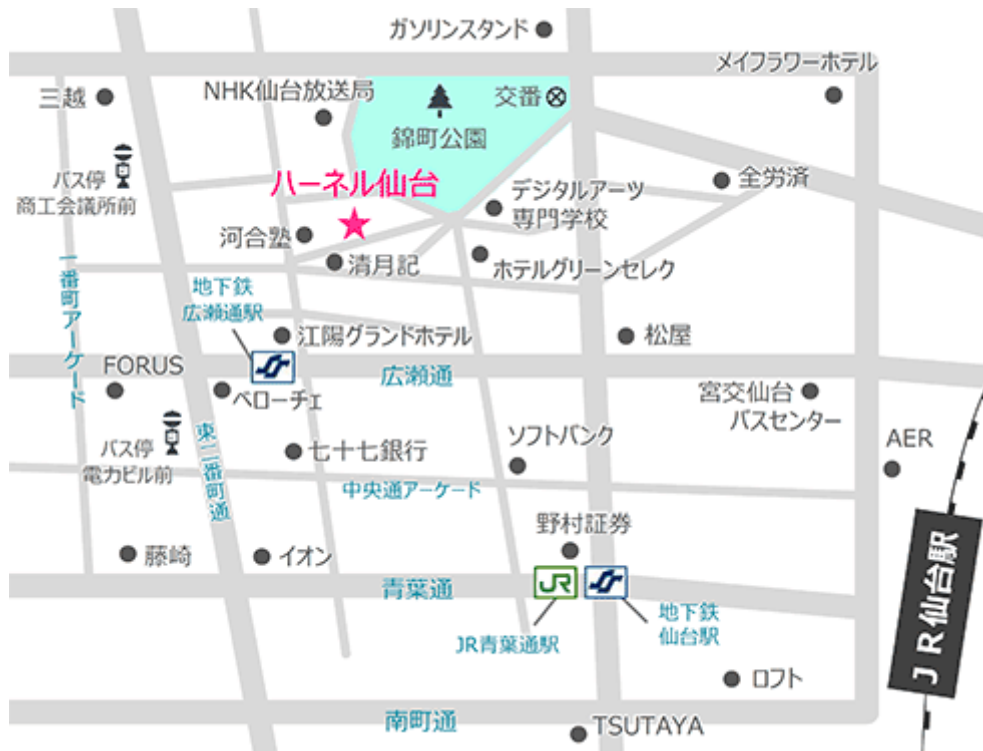 ガソリンスタンド
メイフラワーホテル
三越
NHK仙台放送局
交番
錦町公園
バス停
商工会議所前
ハーネル仙台
デジタルアーツ
専門学校
全労済
河合塾
清月記
ホテルグリーンセレク
一番町アーケード
地下鉄
広瀬通駅
江陽グランドホテル
松屋
FORUS
広瀬通
ベローチェ
宮交仙台
バスセンター
東二番町通
バス停
電力ビル前
七十七銀行
ソフトバンク
AER
中央通アーケード
野村証券
藤崎
イオン
青葉通
JR
地下鉄
仙台駅
JR青葉通駅
JR仙台駅
ロフト
南町通
TSUTAYA